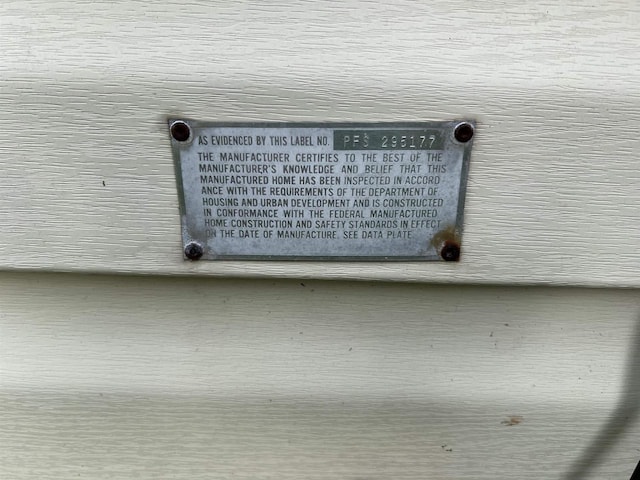 AS EVIDENCED BY THIS LABEL NO. PFS 295177
THE MANUFACTURER CERTIFIES TO THE BEST OF THE
MANUFACTURER'S KNOWLEDGE AND BELIEF THAT THIS
MANUFACTURED HOME HAS BEEN INSPECTED IN ACCORD-
ANCE WITH THE REQUIREMENTS OF THE DEPARTMENT OF
HOUSING AND URBAN DEVELOPMENT AND IS CONSTRUCTED
IN CONFORMANCE WITH THE FEDERAL MANUFACTURED
HOME CONSTRUCTION AND SAFETY STANDARDS IN EFFECT
ON THE DATE OF MANUFACTURE. SEE DATA PLATE.